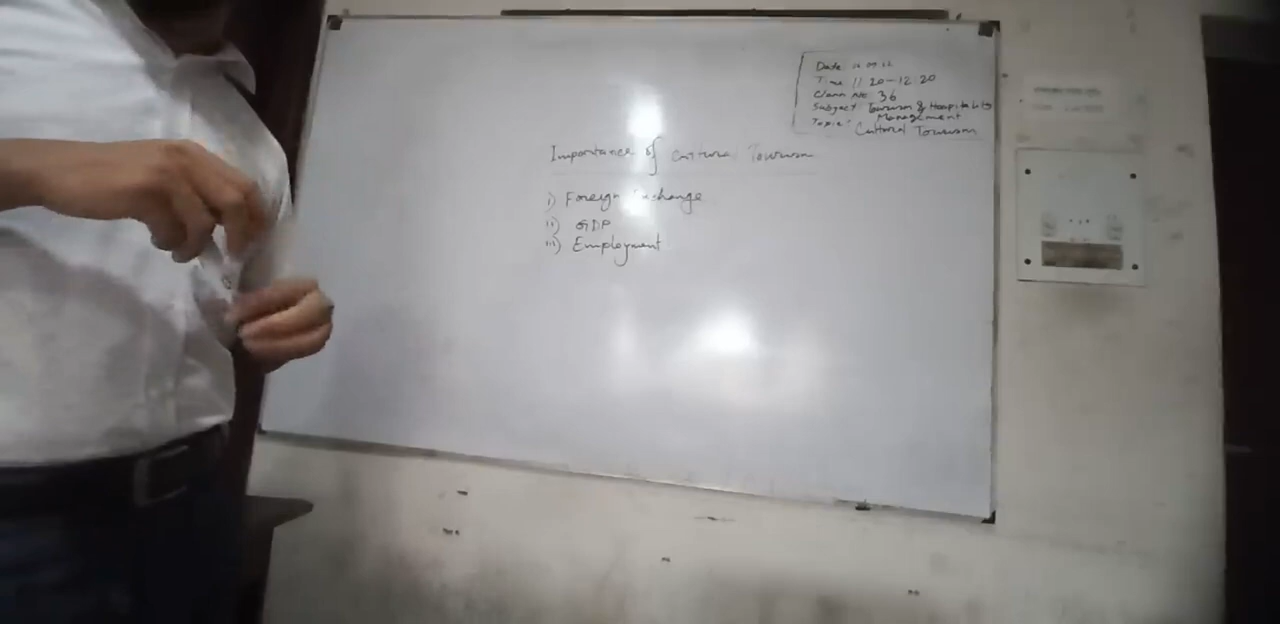 Date
Time 11.20-12.20
Class No 36
Subject Tourism & Hospitality
Management
Topic- Cultural Tourism
Importance of Cultural Tourism
i) Foreign Exchange
ii) GDP
iii) Employment